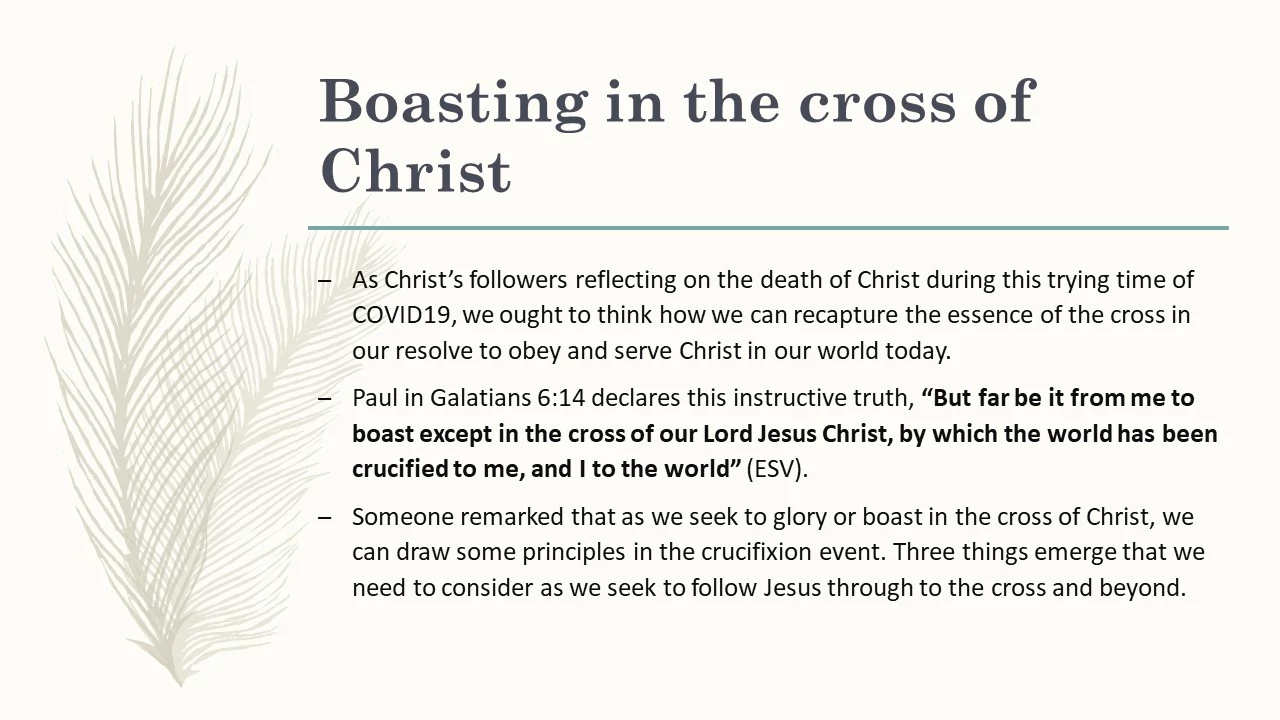 Boasting in the cross of
Christ
– As Christ’s followers reflecting on the death of Christ during this trying time of
COVID19, we ought to think how we can recapture the essence of the cross in
our resolve to obey and serve Christ in our world today.
– Paul in Galatians 6:14 declares this instructive truth, “But far be it from me to
boast except in the cross of our Lord Jesus Christ, by which the world has been
crucified to me, and I to the world” (ESV).
– Someone remarked that as we seek to glory or boast in the cross of Christ, we
can draw some principles in the crucifixion event. Three things emerge that we
need to consider as we seek to follow Jesus through to the cross and beyond.